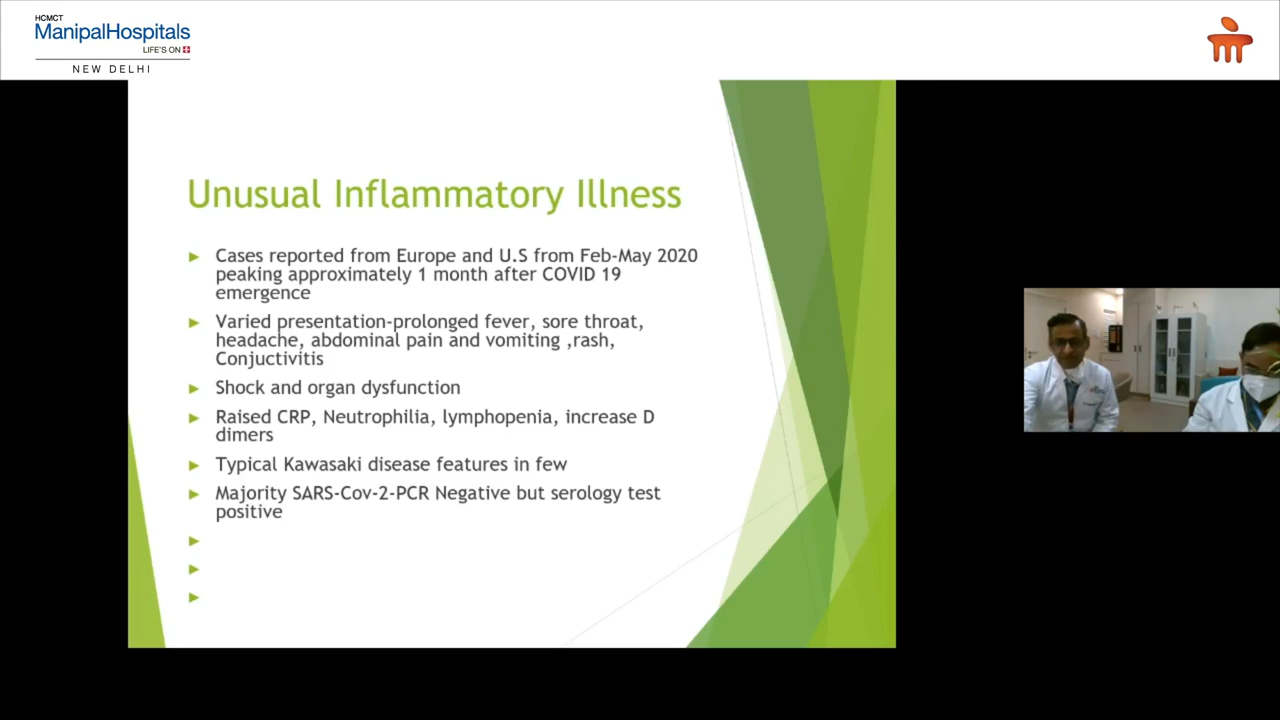 HCMCT
ManipalHospitals
LIFE'S ON
NEW DELHI
Unusual Inflammatory Illness
Cases reported from Europe and U.S from Feb-May 2020
peaking approximately 1 month after COVID 19
emergence
Varied presentation-prolonged fever, sore throat,
headache, abdominal pain and vomiting ,rash,
Conjuctivitis
Shock and organ dysfunction
Raised CRP, Neutrophilia, lymphopenia, increase D
dimers
Typical Kawasaki disease features in few
Majority SARS-Cov-2-PCR Negative but serology test
positive